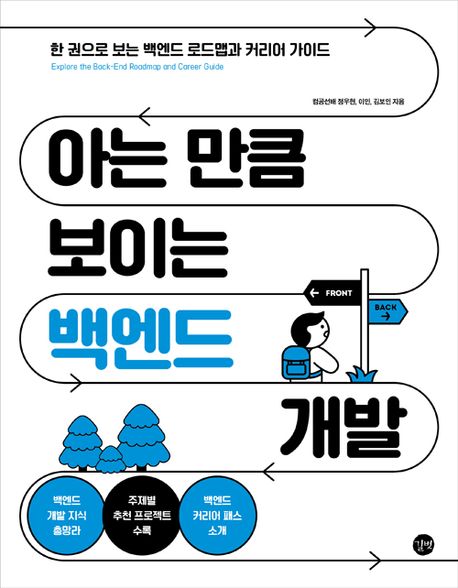 한 권으로 보는 백엔드 로드맵과 커리어 가이드
Explore the Back-End Roadmap and Career Guide
컴공선배 정우현, 이인, 김보인 지음
아는 만큼
보이는
백엔드
개발
FRONT
BACK
백엔드
개발 지식
총망라
주제별
추천 프로젝트
수록
백엔드
커리어 패스
소개
길벗